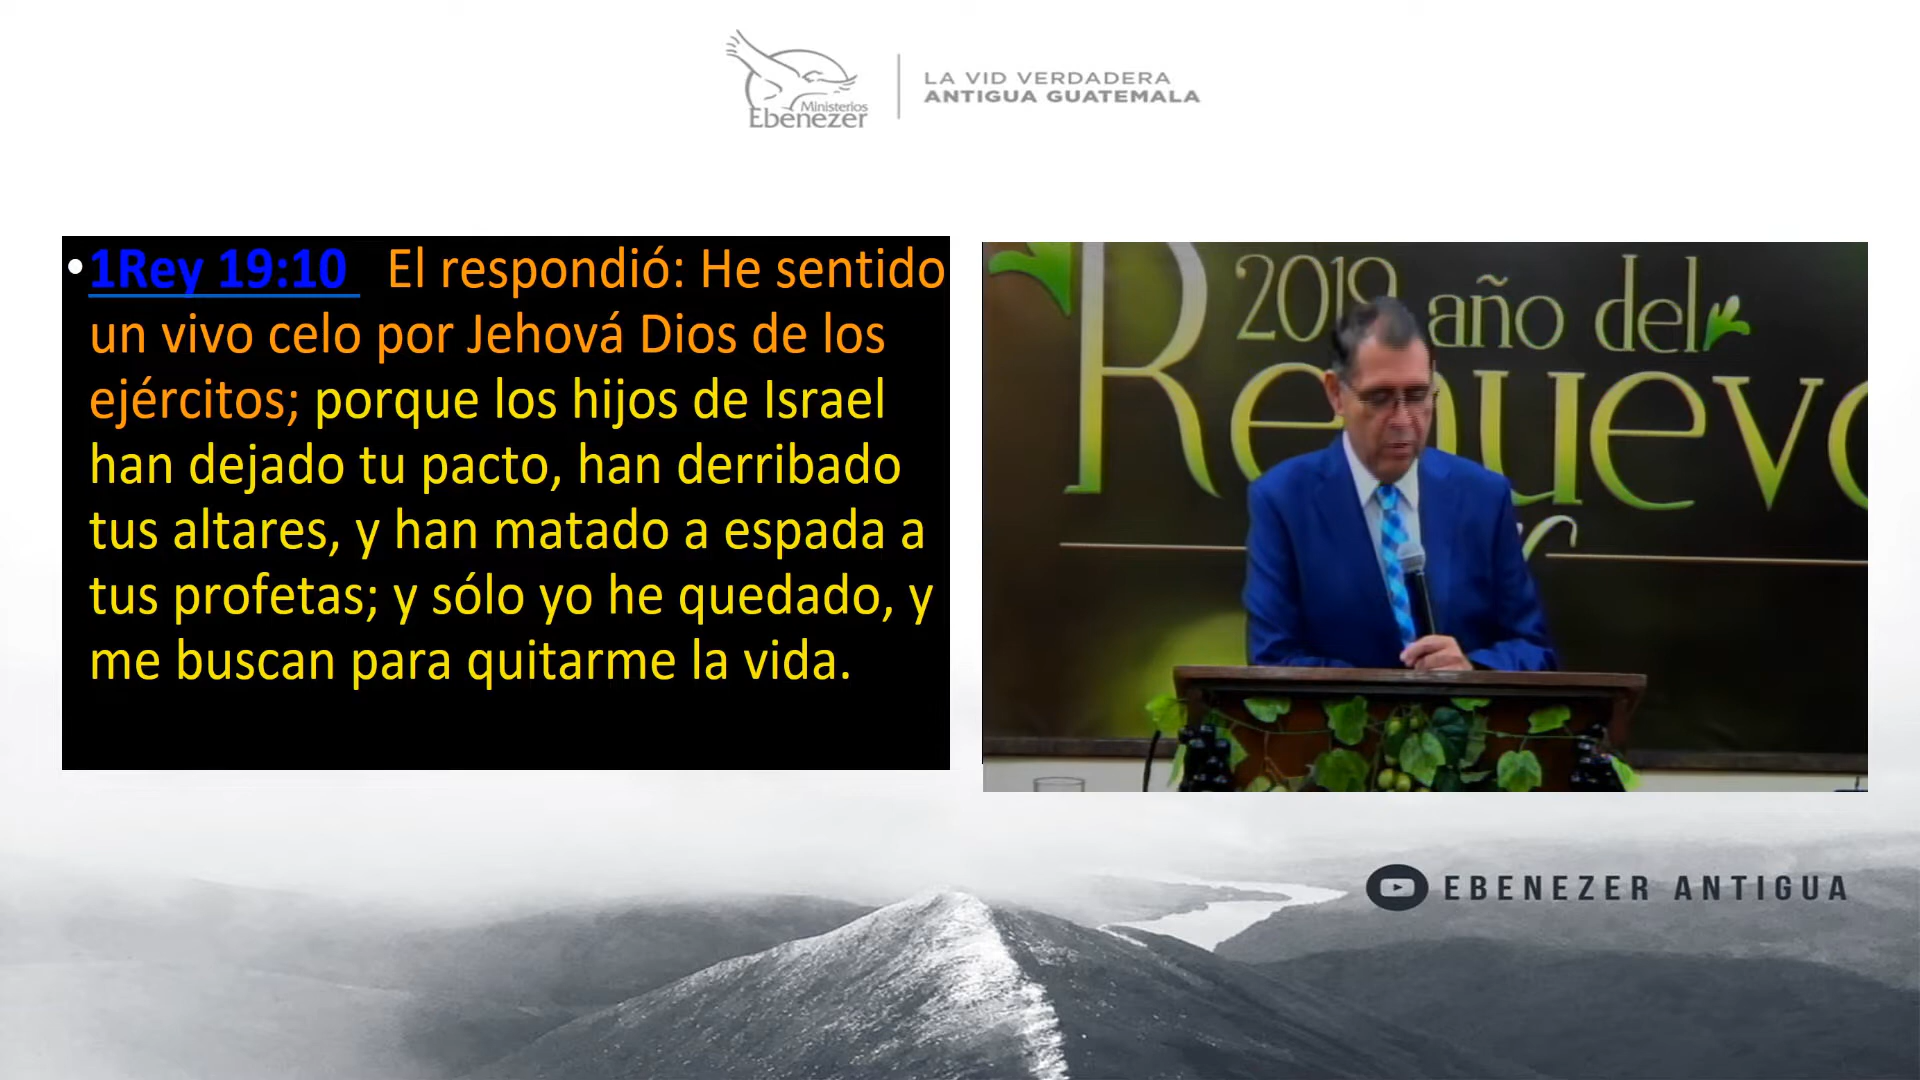 Ministerios
Ebenezer
LA VID VERDADERA
ANTIGUA GUATEMALA
•1Rey 19:10 El respondió: He sentido
un vivo celo por Jehová Dios de los
ejércitos; porque los hijos de Israel
han dejado tu pacto, han derribado
tus altares, y han matado a espada a
tus profetas; y sólo yo he quedado, y
me buscan para quitarme la vida.
2019 año del
Renuevo
EBENEZER ANTIGUA